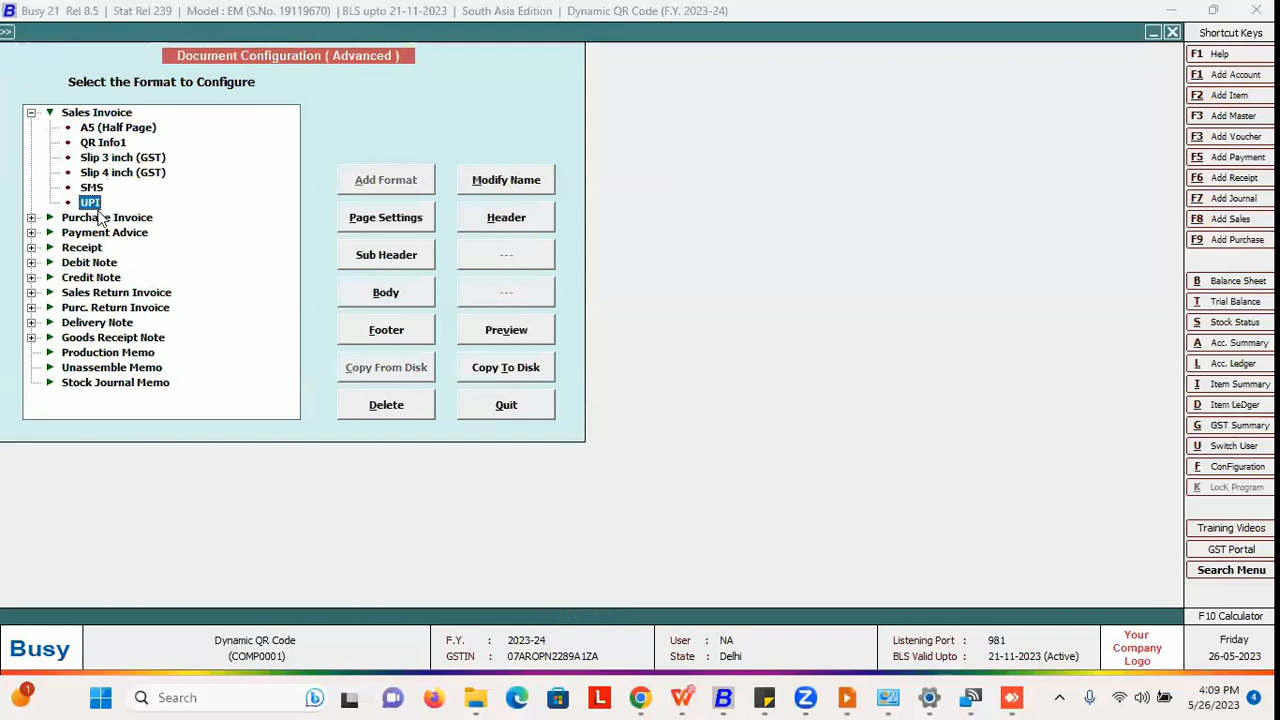 Busy 21 Rel 8.5 | Stat Rel 239 | Model : EM (S.No. 19119670) | BLS upto 21-11-2023 | South Asia Edition | Dynamic QR Code (F.Y. 2023-24)
>>
Document Configuration ( Advanced )
Select the Format to Configure
Sales Invoice
A5 (Half Page)
QR Info1
Slip 3 inch (GST)
Slip 4 inch (GST)
SMS
UPI
Purchase Invoice
Payment Advice
Receipt
Debit Note
Credit Note
Sales Return Invoice
Purc. Return Invoice
Delivery Note
Goods Receipt Note
Production Memo
Unassemble Memo
Stock Journal Memo
Add Format
Modify Name
Page Settings
Header
Sub Header
---
Body
---
Footer
Preview
Copy From Disk
Copy To Disk
Delete
Quit
Shortcut Keys
F1 Help
F1 Add Account
F2 Add Item
F3 Add Master
F3 Add Voucher
F5 Add Payment
F6 Add Receipt
F7 Add Journal
F8 Add Sales
F9 Add Purchase
B Balance Sheet
T Trial Balance
S Stock Status
A Acc. Summary
L Acc. Ledger
I Item Summary
D Item LeDger
G GST Summary
U Switch User
F Configuration
K LocK Program
Training Videos
GST Portal
Search Menu
F10 Calculator
Busy
Dynamic QR Code
(COMP0001)
F.Y. : 2023-24
GSTIN : 07AROPN2289A1ZA
User : NA
State : Delhi
Listening Port : 981
BLS Valid Upto : 21-11-2023 (Active)
Your
Company
Logo
Friday
26-05-2023
1
Search
4:09 PM
5/26/2023
4